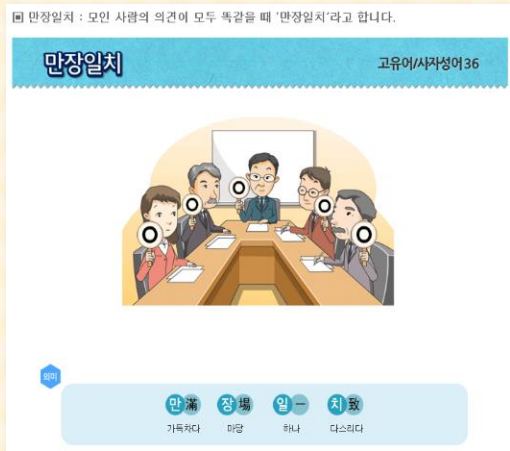 ▣ 만장일치 : 모인 사람의 의견이 모두 똑같을 때 '만장일치'라고 합니다.
만장일치
고유어/사자성어 36
의미
만 滿 장 場 일 一 치 致
가득차다 마당 하나 다스리다